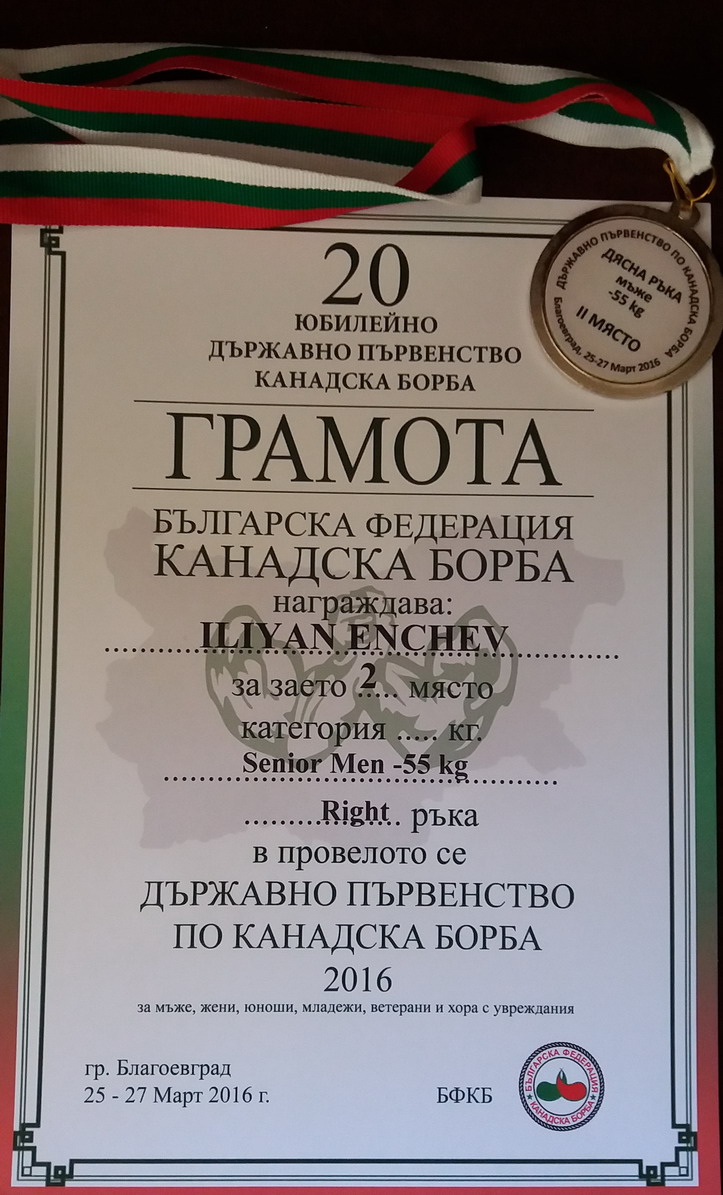 20
ЮБИЛЕЙНО
ДЪРЖАВНО ПЪРВЕНСТВО
КАНАДСКА БОРБА
ГРАМОТА
БЪЛГАРСКА ФЕДЕРАЦИЯ
КАНАДСКА БОРБА
награждава:
ILIYAN ENCHEV
за заето 2 ..... място
категория ..... кг.
Senior Men -55 kg
Right ръка
в провелото се
ДЪРЖАВНО ПЪРВЕНСТВО
ПО КАНАДСКА БОРБА
2016
за мъже, жени, юноши, младежи, ветерани и хора с увреждания
гр. Благоевград
25 - 27 Март 2016 г.
БФКБ
БЪЛГАРСКА ФЕДЕРАЦИЯ
КАНАДСКА БОРБА
ДЪРЖАВНО ПЪРВЕНСТВО ПО КАНАДСКА БОРБА
ДЯСНА РЪКА
мъже
-55 kg
II МЯСТО
Благоевград, 25-27 Март 2016